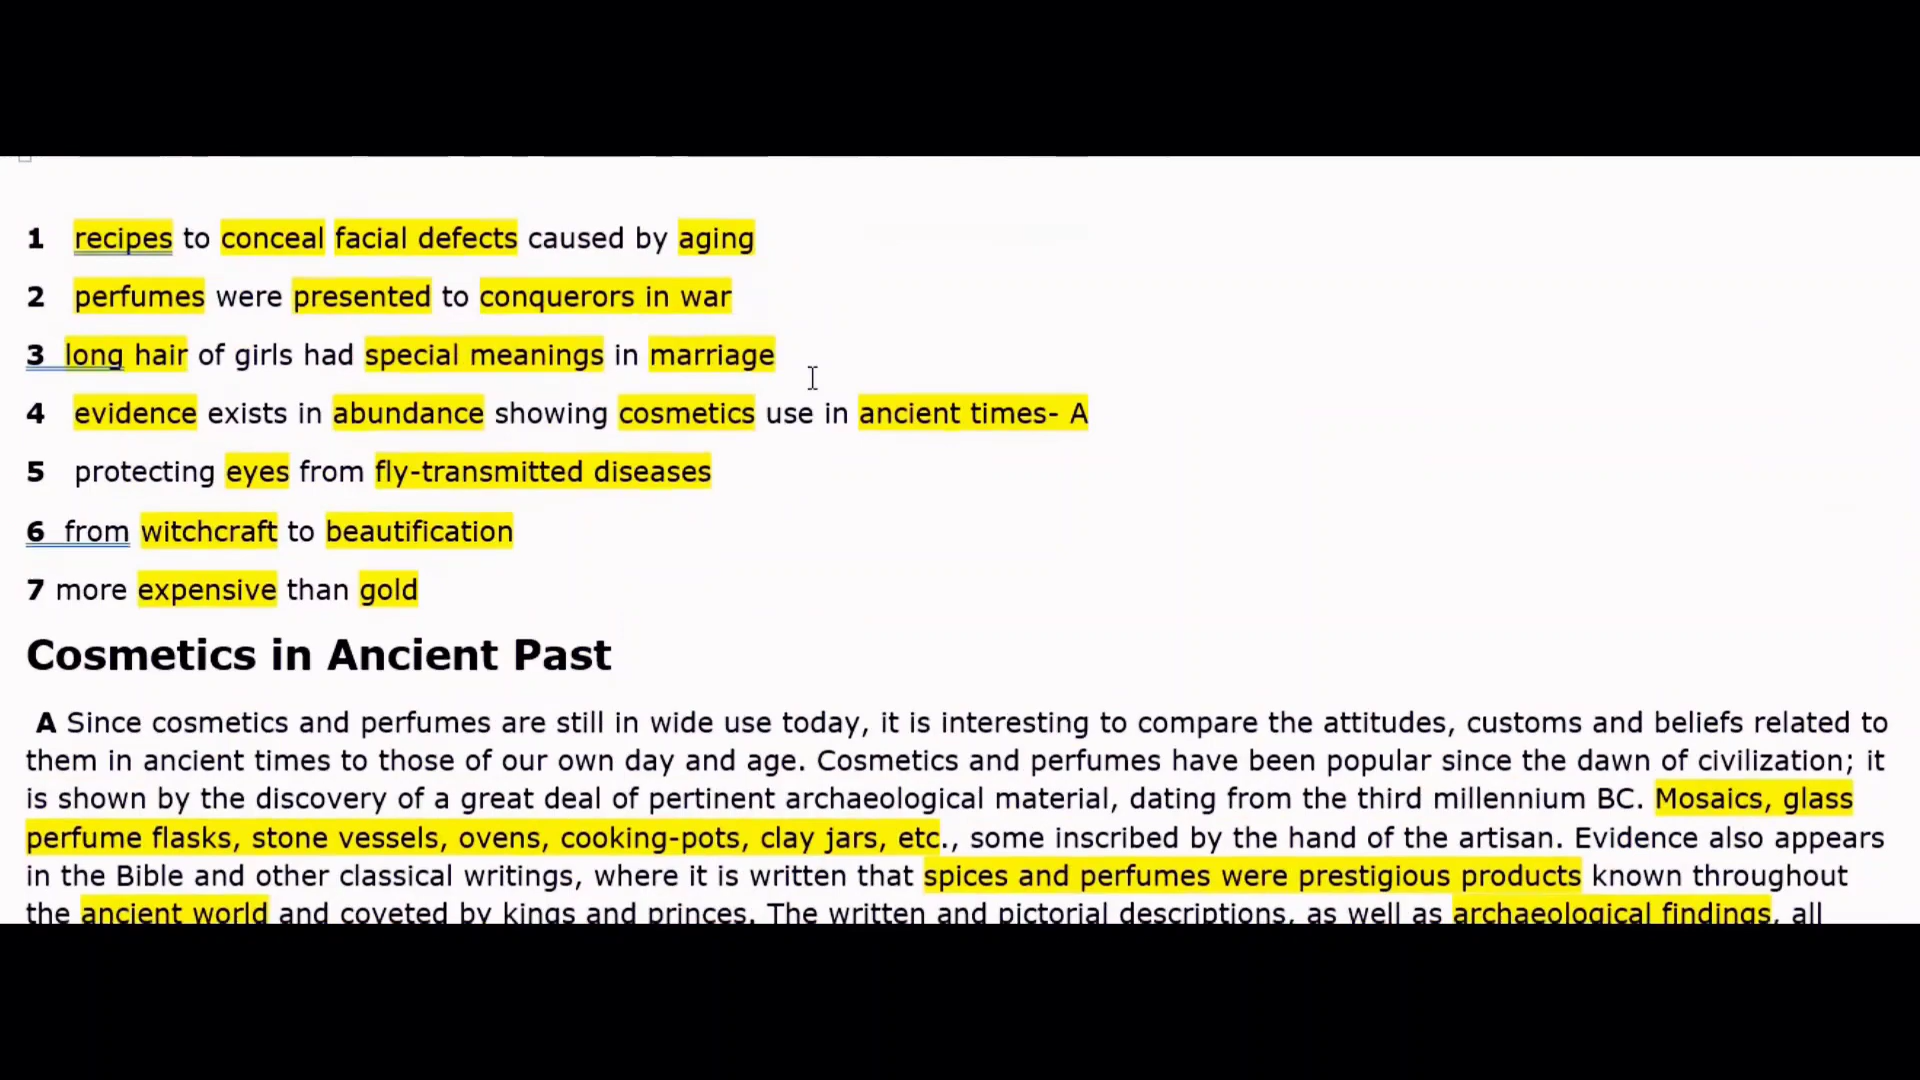 1 recipes to conceal facial defects caused by aging
2 perfumes were presented to conquerors in war
3 long hair of girls had special meanings in marriage
4 evidence exists in abundance showing cosmetics use in ancient times- A
5 protecting eyes from fly-transmitted diseases
6 from witchcraft to beautification
7 more expensive than gold
Cosmetics in Ancient Past
A Since cosmetics and perfumes are still in wide use today, it is interesting to compare the attitudes, customs and beliefs related to
them in ancient times to those of our own day and age. Cosmetics and perfumes have been popular since the dawn of civilization; it
is shown by the discovery of a great deal of pertinent archaeological material, dating from the third millennium BC. Mosaics, glass
perfume flasks, stone vessels, ovens, cooking-pots, clay jars, etc., some inscribed by the hand of the artisan. Evidence also appears
in the Bible and other classical writings, where it is written that spices and perfumes were prestigious products known throughout
the ancient world and coveted by kings and princes. The written and pictorial descriptions, as well as archaeological findings, all